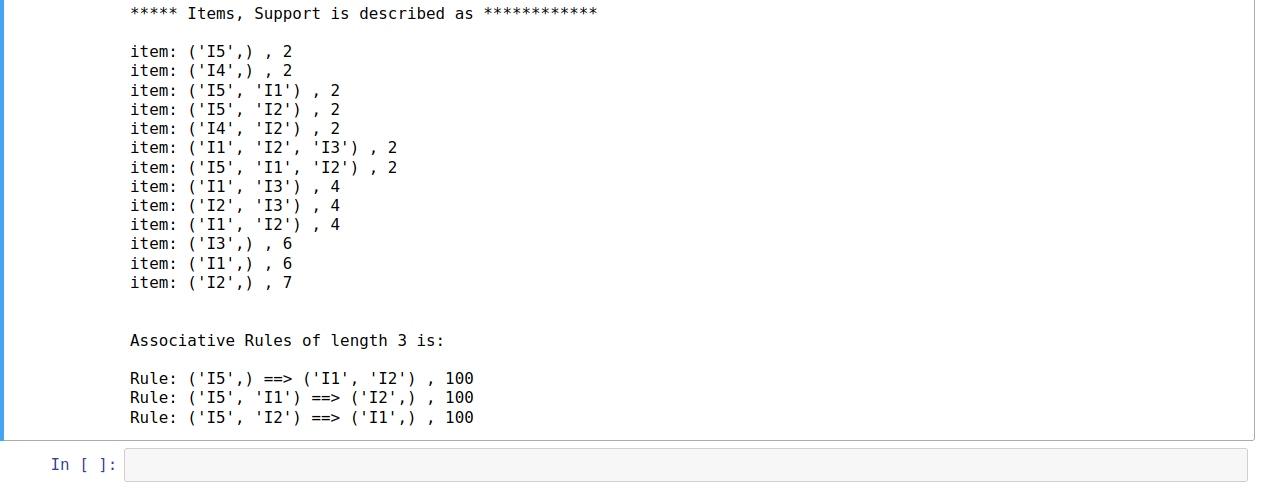 ***** Items, Support is described as ************
item: ('I5',) , 2
item: ('I4',) , 2
item: ('I5', 'I1') , 2
item: ('I5', 'I2') , 2
item: ('I4', 'I2') , 2
item: ('I1', 'I2', 'I3') , 2
item: ('I5', 'I1', 'I2') , 2
item: ('I1', 'I3') , 4
item: ('I2', 'I3') , 4
item: ('I1', 'I2') , 4
item: ('I3',) , 6
item: ('I1',) , 6
item: ('I2',) , 7
Associative Rules of length 3 is:
Rule: ('I5',) ==> ('I1', 'I2') , 100
Rule: ('I5', 'I1') ==> ('I2',) , 100
Rule: ('I5', 'I2') ==> ('I1',) , 100
In [ ]: